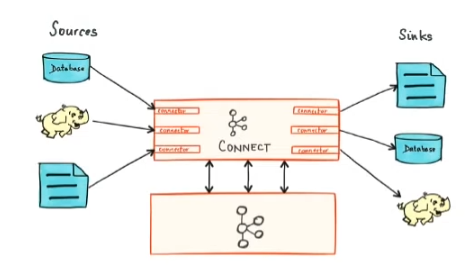 Sources
Sinks
Database
connector
connector
connector
connector
connector
connector
CONNECT
Database